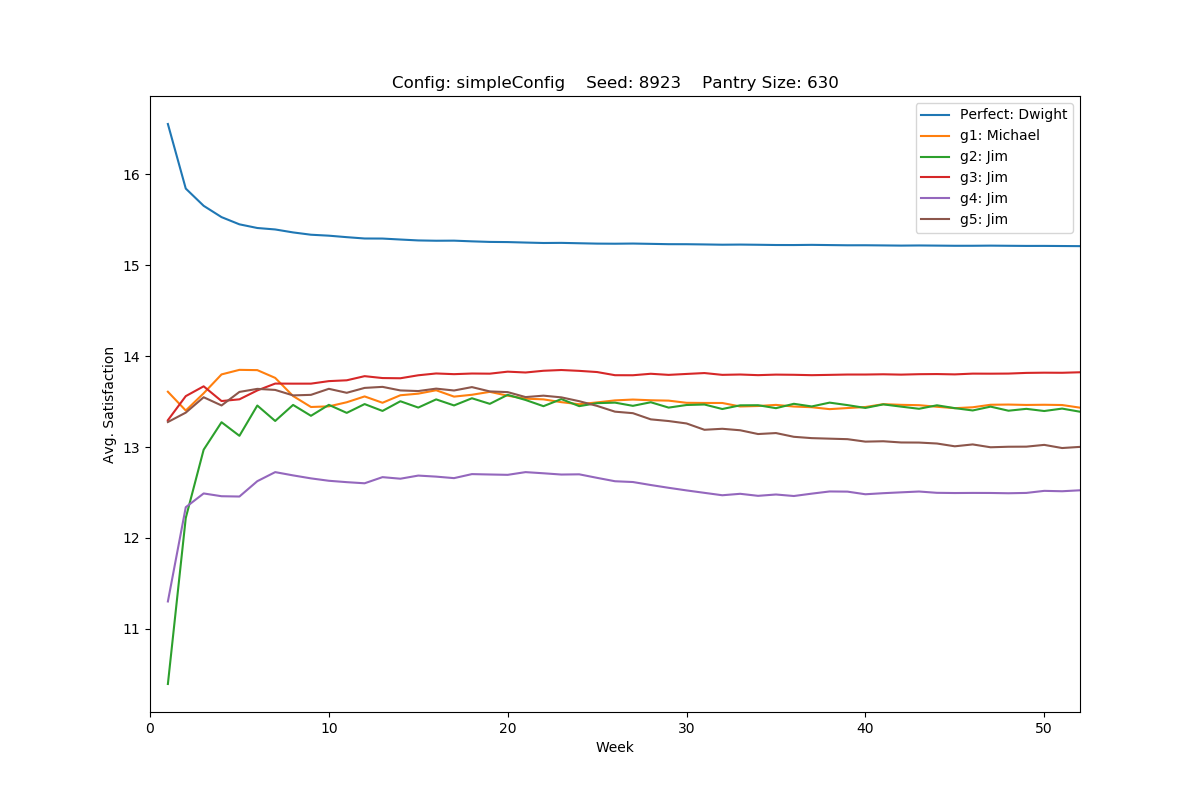 Config: simpleConfig    Seed: 8923    Pantry Size: 630
Perfect: Dwight
g1: Michael
g2: Jim
g3: Jim
g4: Jim
g5: Jim
Avg. Satisfaction
16
15
14
13
12
11
0 10 20 30 40 50
Week